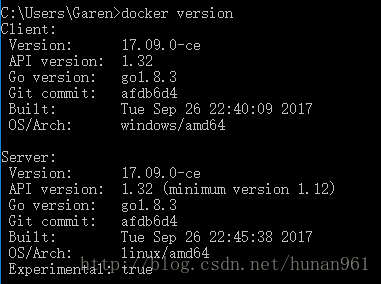 C:\Users\Garen>docker version
Client:
Version: 17.09.0-ce
API version: 1.32
Go version: go1.8.3
Git commit: afdb6d4
Built: Tue Sep 26 22:40:09 2017
OS/Arch: windows/amd64
Server:
Version: 17.09.0-ce
API version: 1.32 (minimum version 1.12)
Go version: go1.8.3
Git commit: afdb6d4
Built: Tue Sep 26 22:45:38 2017
OS/Arch: linux/amd64
http://blog.csdn.net/hunan961
Experimental: true